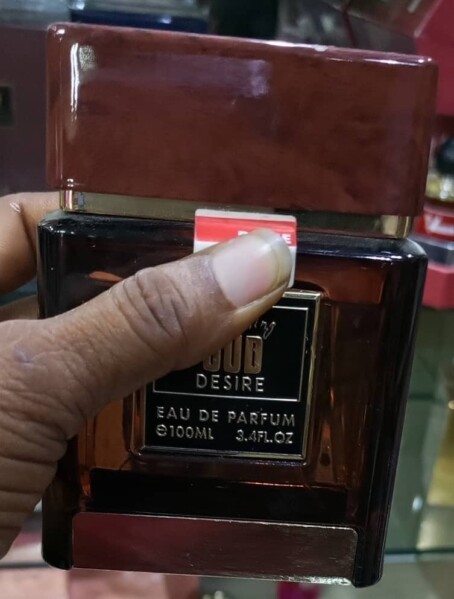 OUD
DESIRE
EAU DE PARFUM
℮100ML 3.4FL.OZ